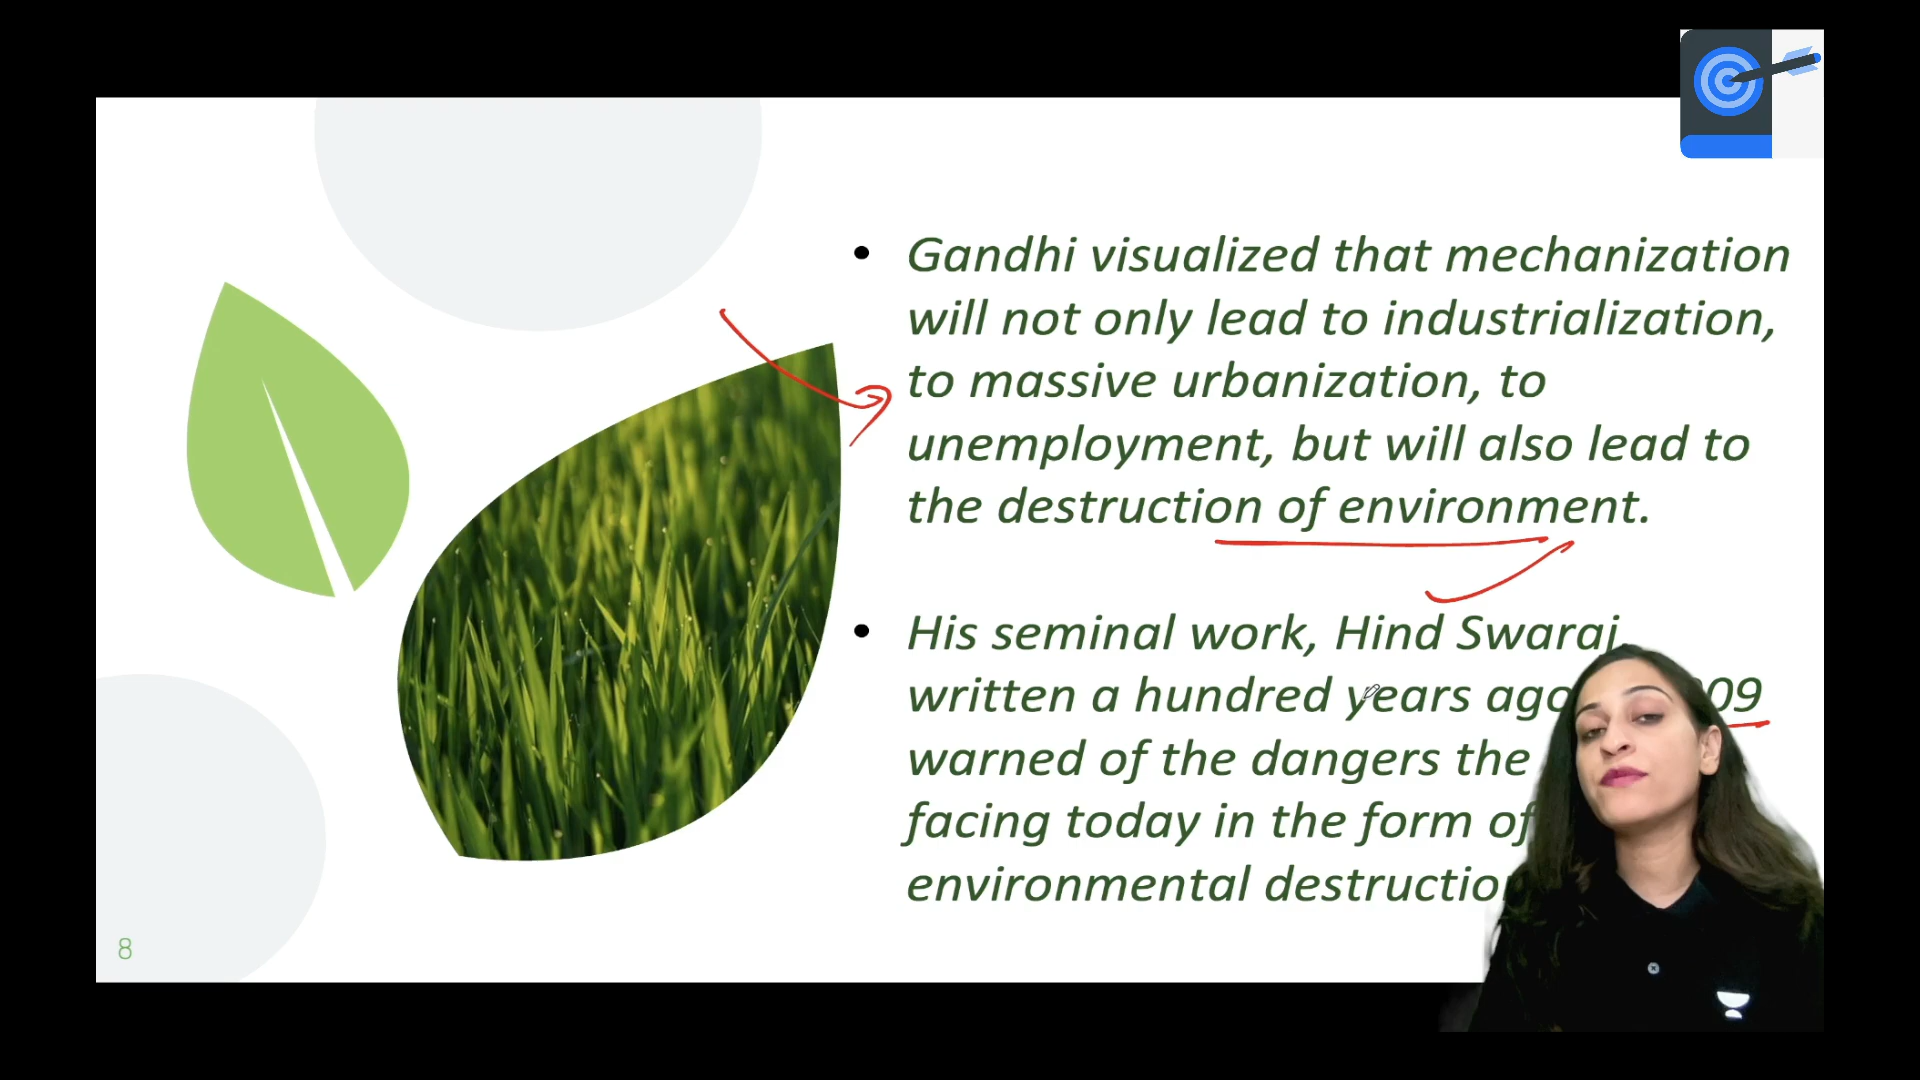 • Gandhi visualized that mechanization
will not only lead to industrialization,
to massive urbanization, to
unemployment, but will also lead to
the destruction of environment.
• His seminal work, Hind Swaraj,
written a hundred years ago 09
warned of the dangers the
facing today in the form of
environmental destruction
8